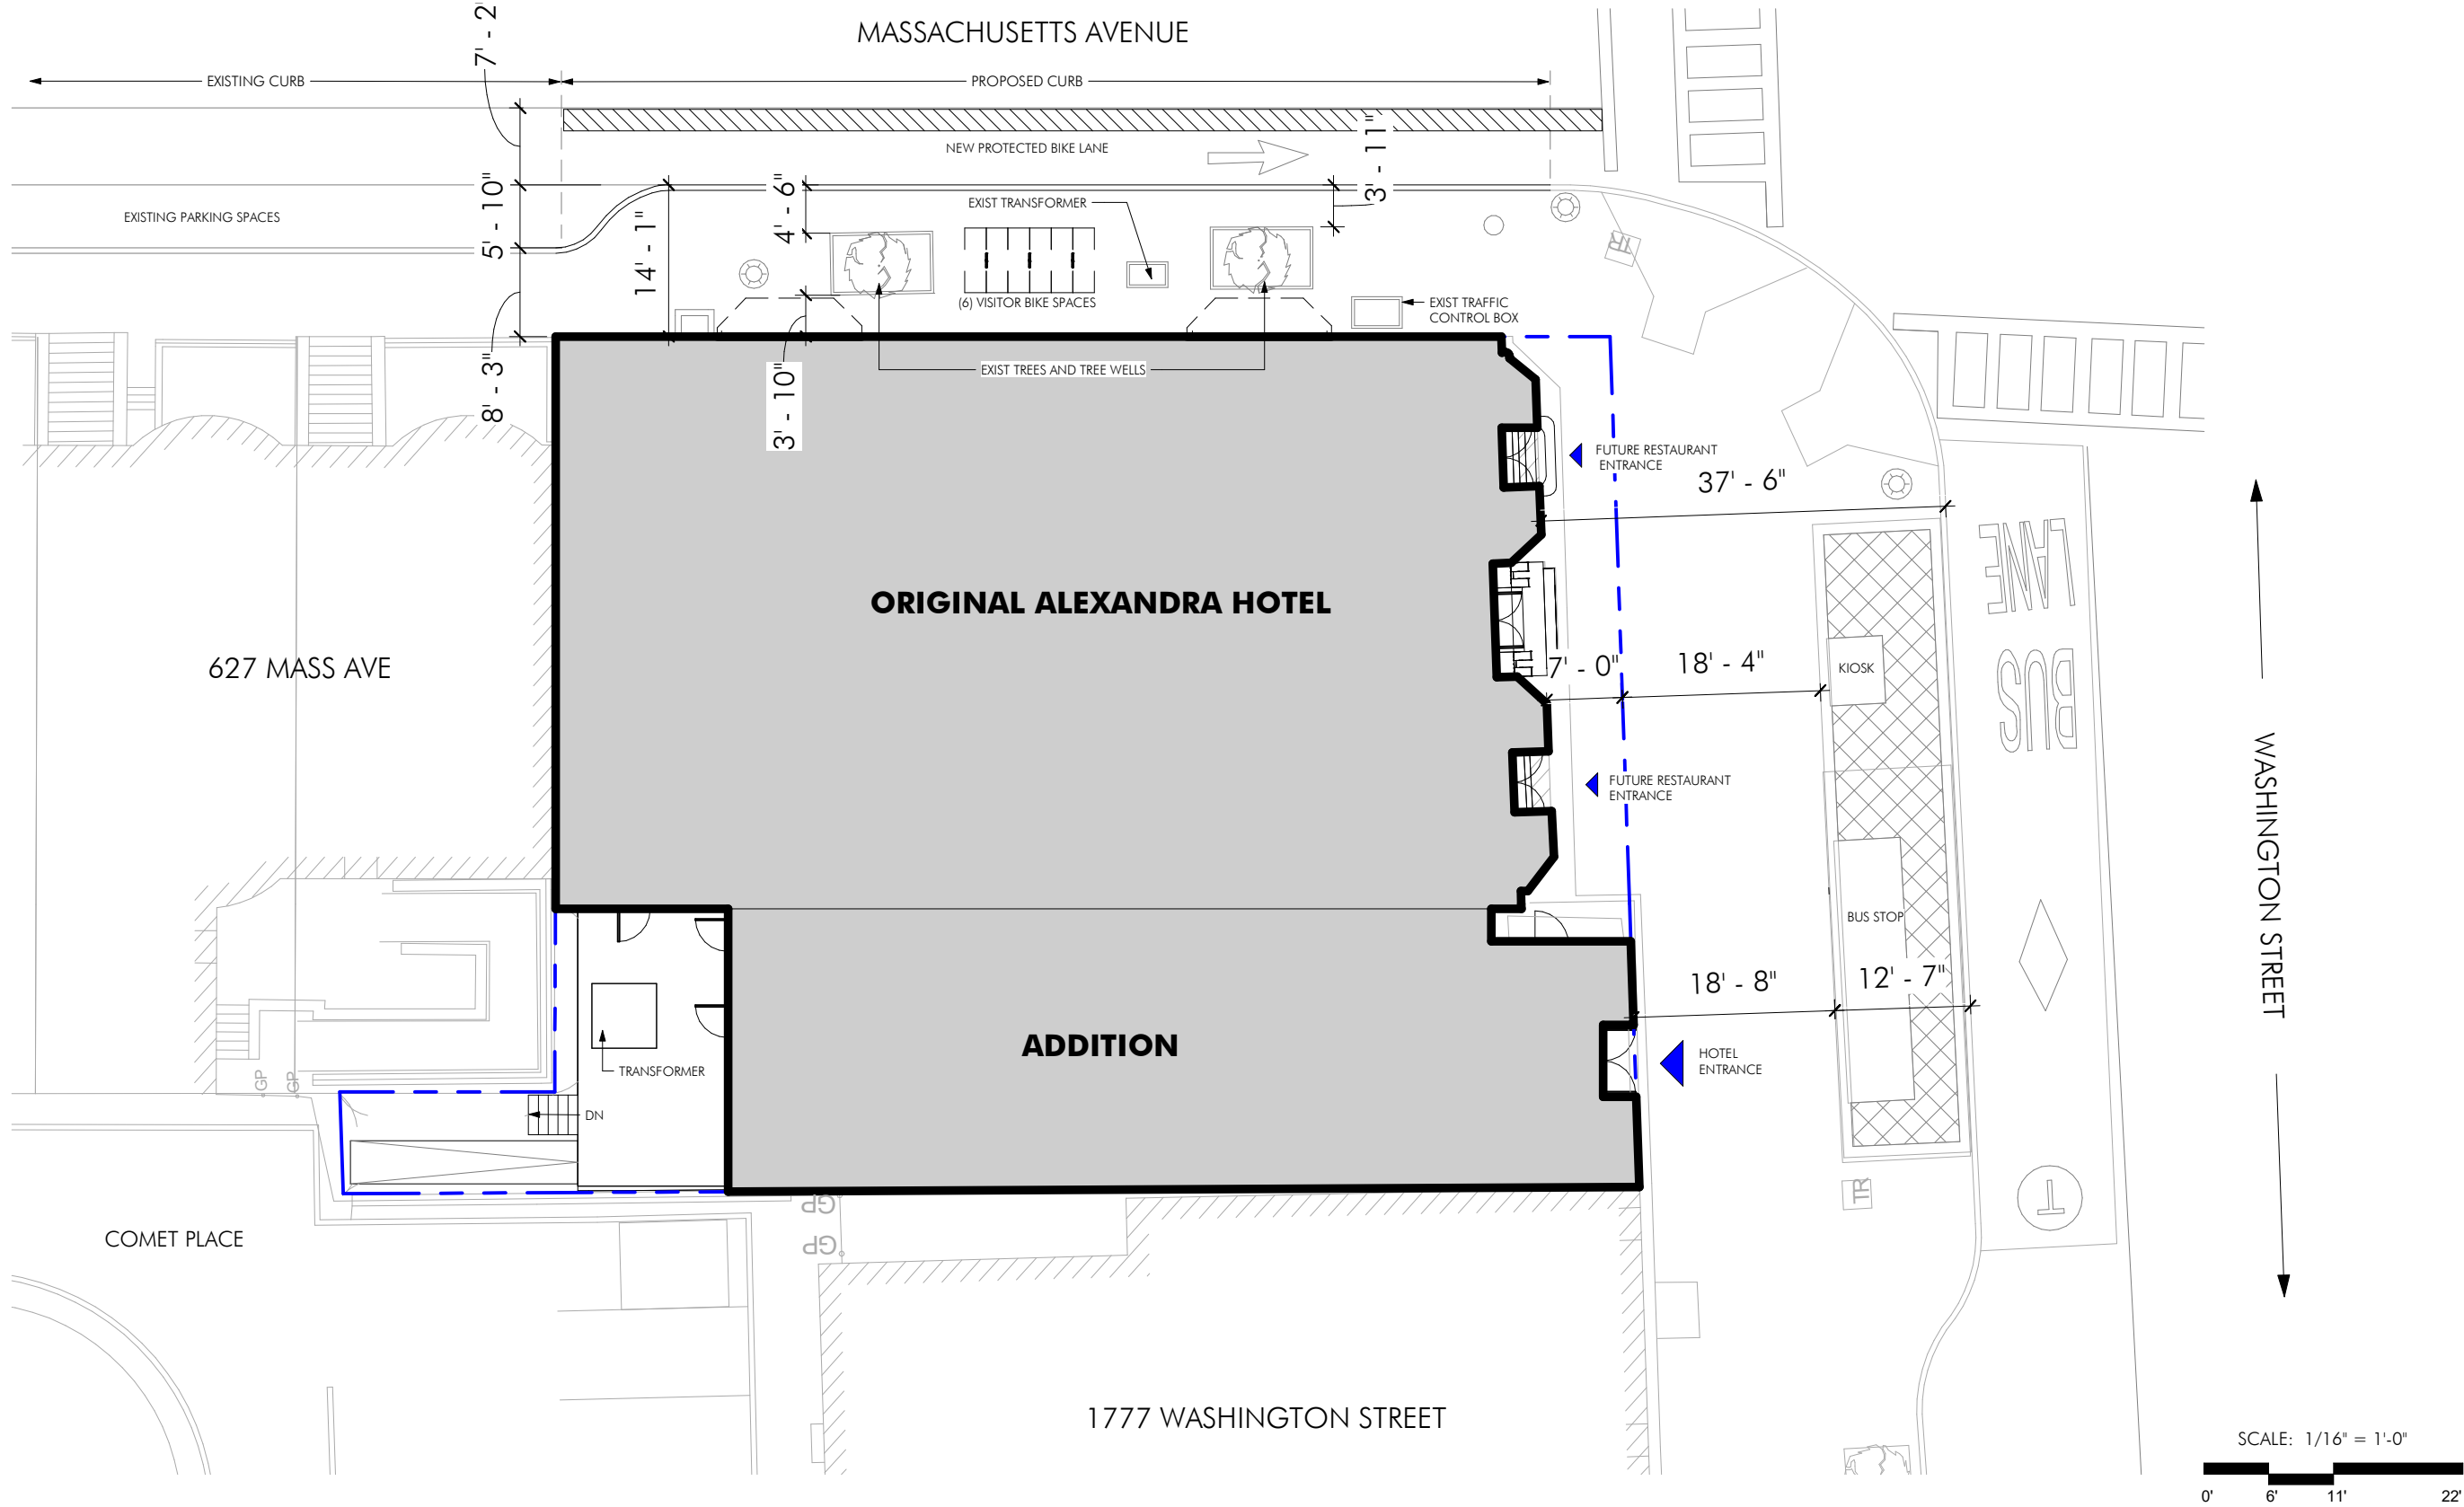 MASSACHUSETTS AVENUE
7' - 2"
EXISTING CURB
PROPOSED CURB
NEW PROTECTED BIKE LANE
3' - 11"
5' - 10"
4' - 6"
14' - 1"
EXIST TRANSFORMER
EXISTING PARKING SPACES
TR
(6) VISITOR BIKE SPACES
EXIST TRAFFIC
CONTROL BOX
8' - 3"
3' - 10"
EXIST TREES AND TREE WELLS
FUTURE RESTAURANT
ENTRANCE
37' - 6"
LANE
BUS
ORIGINAL ALEXANDRA HOTEL
627 MASS AVE
7' - 0"
18' - 4"
KIOSK
FUTURE RESTAURANT
ENTRANCE
WASHINGTON STREET
BUS STOP
18' - 8"
12' - 7"
ADDITION
HOTEL
ENTRANCE
TRANSFORMER
GP
GP
DN
TR
T
GP
GP
COMET PLACE
1777 WASHINGTON STREET
SCALE: 1/16" = 1'-0"
0' 6' 11' 22'